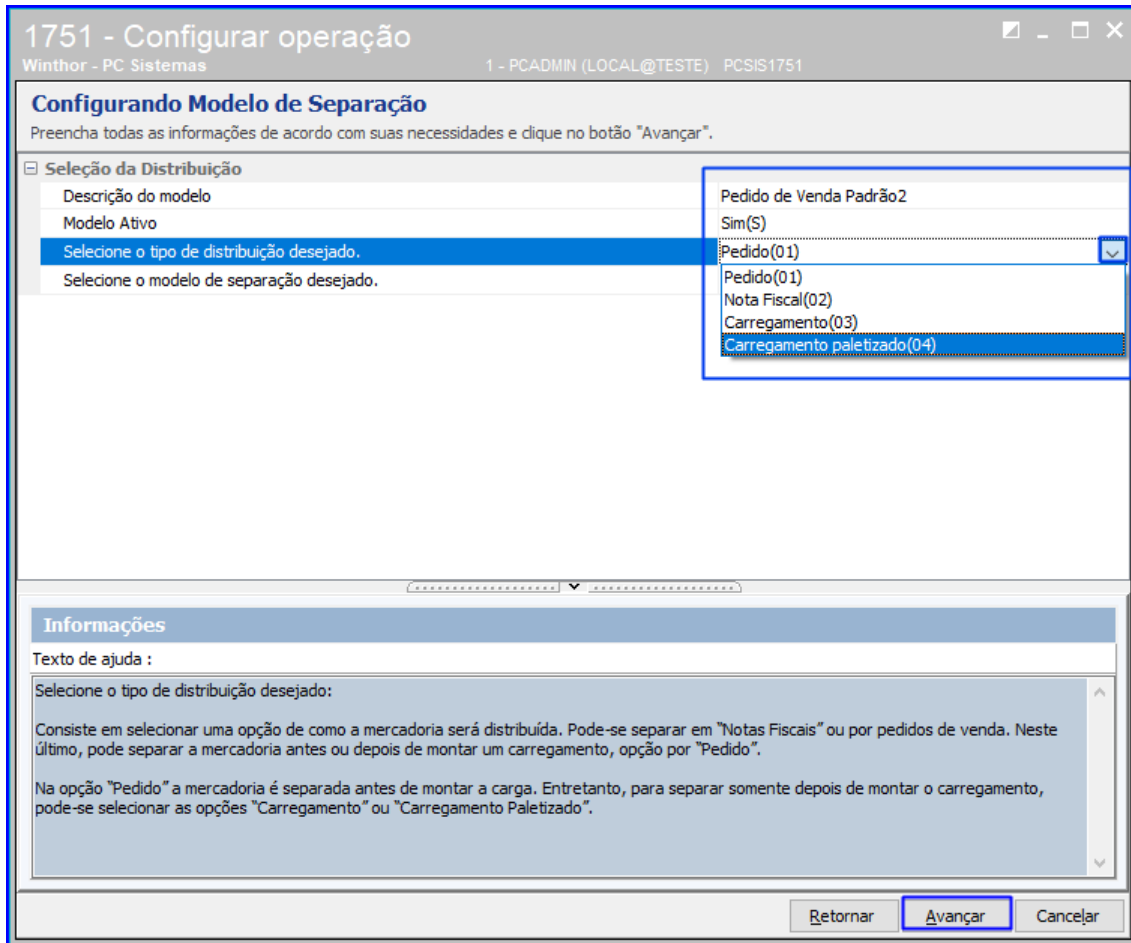 1751 - Configurar operação
Winthor - PC Sistemas 1 - PCADMIN (LOCAL@TESTE) PCSIS1751
Configurando Modelo de Separação
Preencha todas as informações de acordo com suas necessidades e clique no botão "Avançar".
Seleção da Distribuição
Descrição do modelo Pedido de Venda Padrão2
Modelo Ativo Sim(S)
Selecione o tipo de distribuição desejado. Pedido(01)
Selecione o modelo de separação desejado.
Pedido(01)
Nota Fiscal(02)
Carregamento(03)
Carregamento paletizado(04)
Informações
Texto de ajuda :
Selecione o tipo de distribuição desejado:
Consiste em selecionar uma opção de como a mercadoria será distribuída. Pode-se separar em "Notas Fiscais" ou por pedidos de venda. Neste
último, pode separar a mercadoria antes ou depois de montar um carregamento, opção por "Pedido".
Na opção "Pedido" a mercadoria é separada antes de montar a carga. Entretanto, para separar somente depois de montar o carregamento,
pode-se selecionar as opções "Carregamento" ou "Carregamento Paletizado".
Retornar Avançar Cancelar